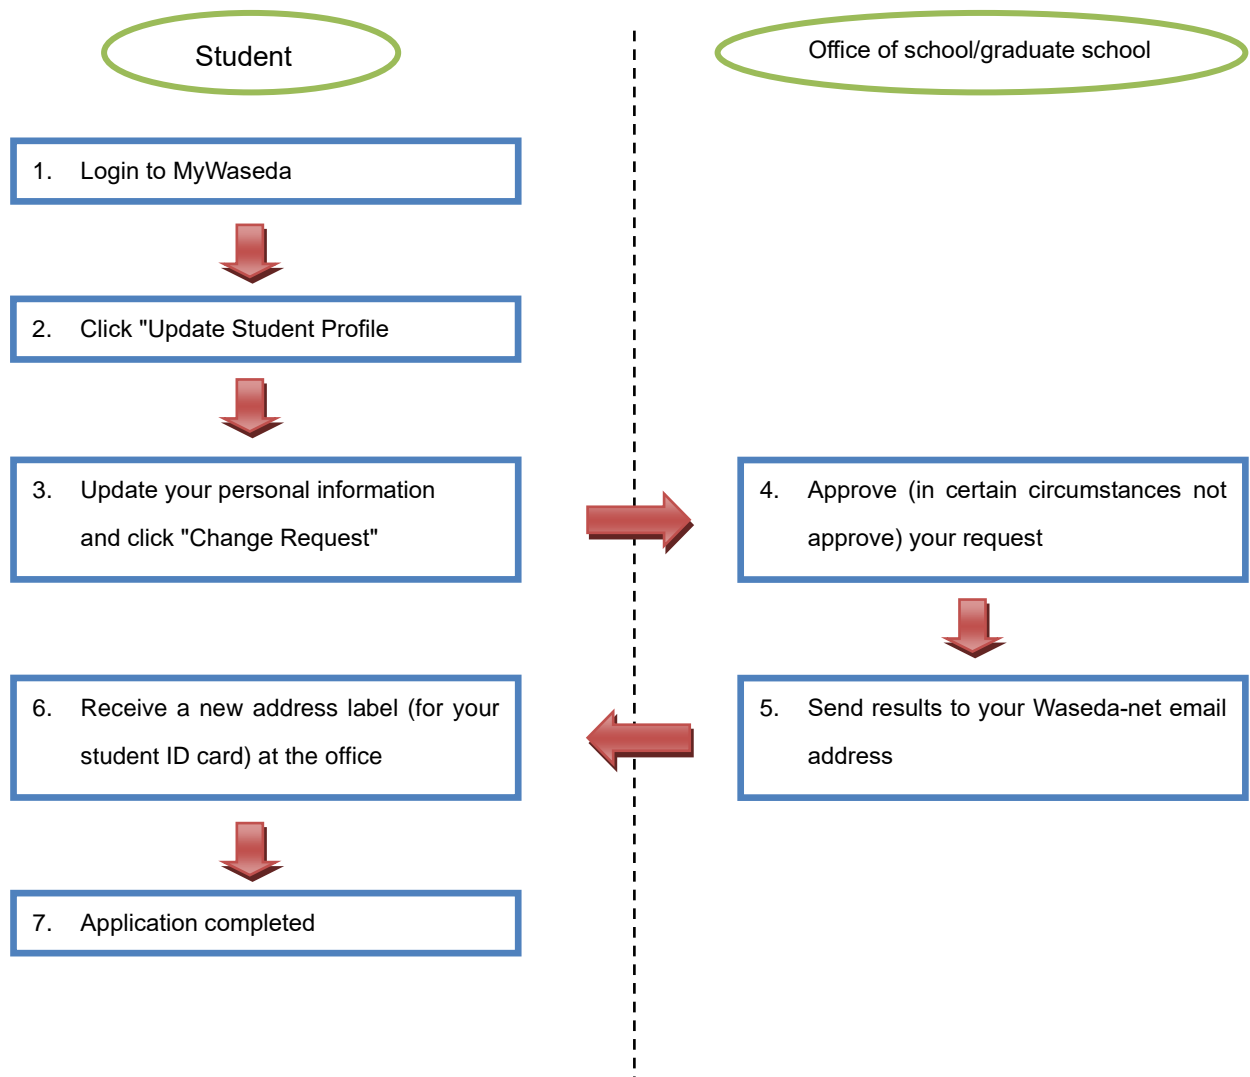 Student
Office of school/graduate school
1. Login to MyWaseda
2. Click "Update Student Profile
3. Update your personal information
and click "Change Request"
4. Approve (in certain circumstances not
approve) your request
6. Receive a new address label (for your
student ID card) at the office
5. Send results to your Waseda-net email
address
7. Application completed